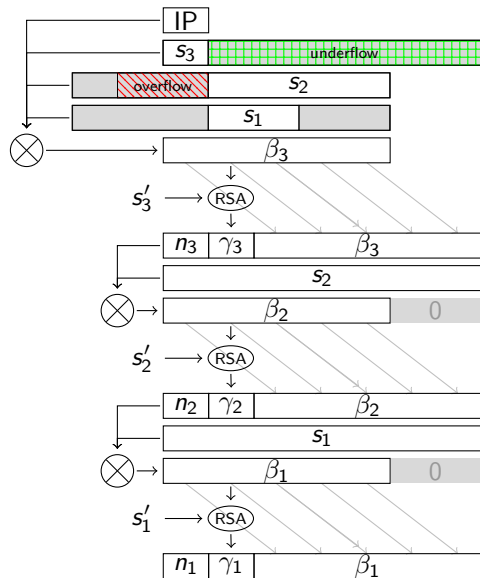 IP
s₃ underflow
overflow s₂
s₁
β₃
s′₃ RSA
n₃ γ₃ β₃
s₂
β₂ 0
s′₂ RSA
n₂ γ₂ β₂
s₁
β₁ 0
s′₁ RSA
n₁ γ₁ β₁